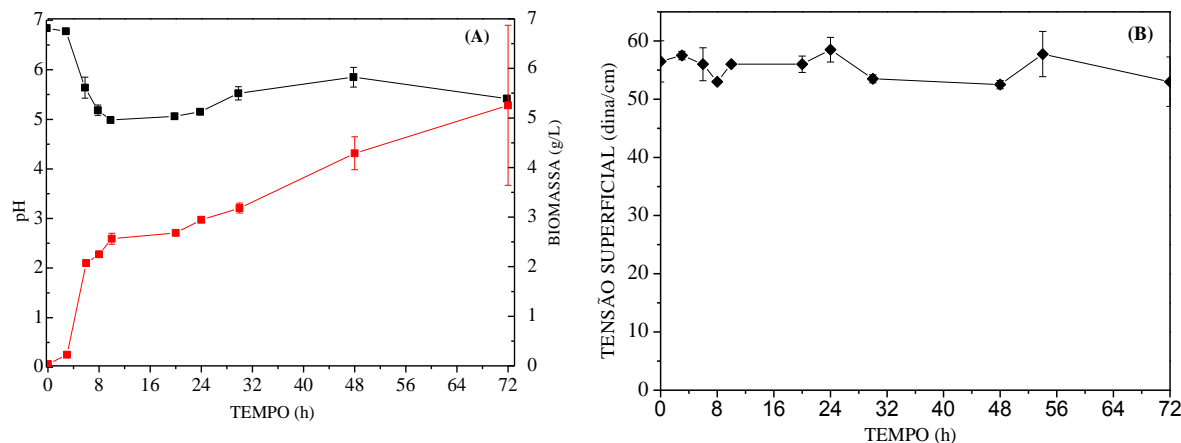 (A)
pH
7
6
5
4
3
2
1
0
7
6
5
4
3
2
1
0
BIOMASSA (g/L)
0 8 16 24 32 40 48 56 64 72
TEMPO (h)
(B)
TENSÃO SUPERFICIAL (dina/cm)
60
50
40
30
20
10
0
0 8 16 24 32 40 48 56 64 72
TEMPO (h)